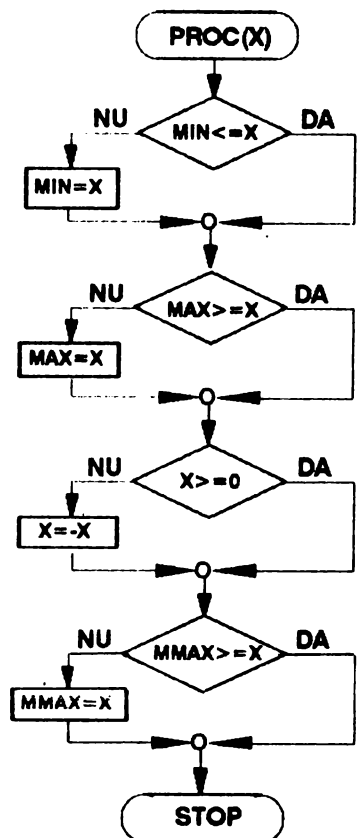 PROC(X)
NU
MIN<=X
DA
MIN=X
NU
MAX>=X
DA
MAX=X
NU
X>=0
DA
X=-X
NU
MMAX>=X
DA
MMAX=X
STOP